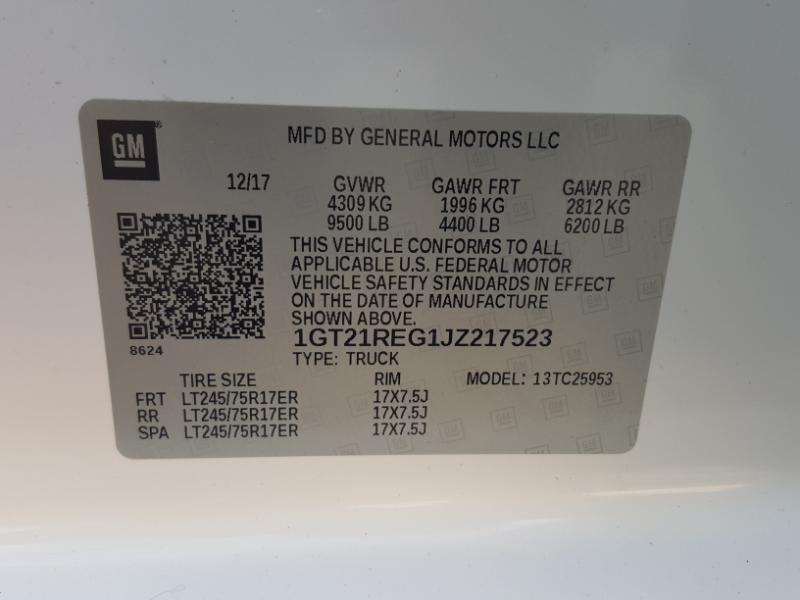 GM
MFD BY GENERAL MOTORS LLC
12/17 GVWR GAWR FRT GAWR RR
4309 KG 1996 KG 2812 KG
9500 LB 4400 LB 6200 LB
THIS VEHICLE CONFORMS TO ALL
APPLICABLE U.S. FEDERAL MOTOR
VEHICLE SAFETY STANDARDS IN EFFECT
ON THE DATE OF MANUFACTURE
SHOWN ABOVE.
8624
1GT21REG1JZ217523
TYPE: TRUCK
TIRE SIZE RIM MODEL: 13TC25953
FRT LT245/75R17ER 17X7.5J
RR LT245/75R17ER 17X7.5J
SPA LT245/75R17ER 17X7.5J